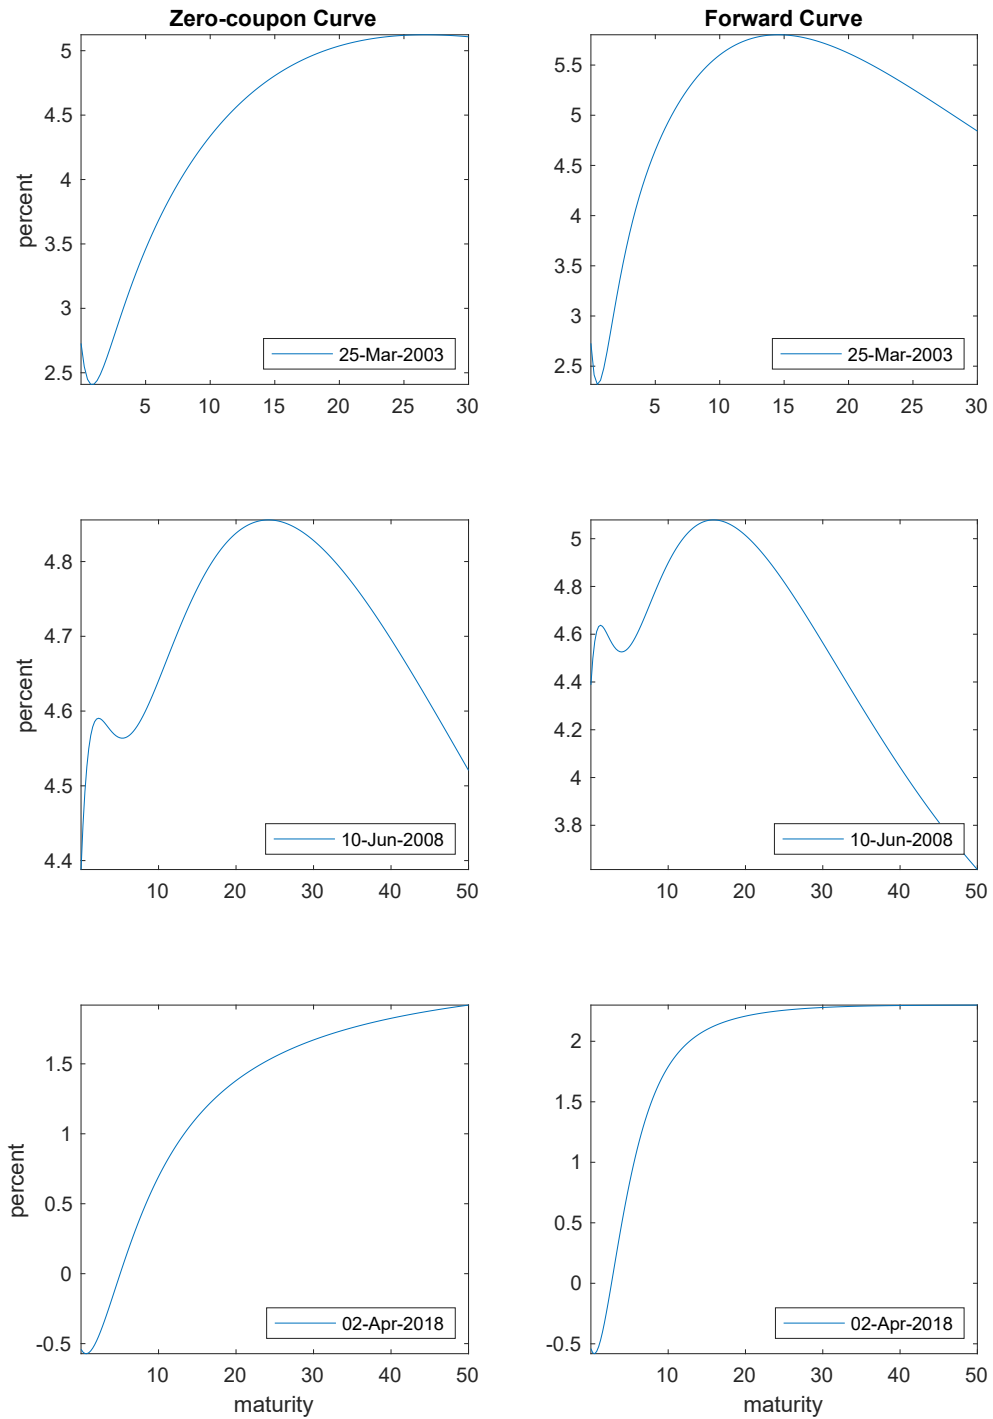 Zero-coupon Curve
Forward Curve
percent
5
4.5
4
3.5
3
2.5
5 10 15 20 25 30
25-Mar-2003
5.5
5
4.5
4
3.5
3
2.5
5 10 15 20 25 30
25-Mar-2003
percent
4.8
4.7
4.6
4.5
4.4
10 20 30 40 50
10-Jun-2008
5
4.8
4.6
4.4
4.2
4
3.8
10 20 30 40 50
10-Jun-2008
percent
1.5
1
0.5
0
-0.5
10 20 30 40 50
02-Apr-2018
maturity
2
1.5
1
0.5
0
-0.5
10 20 30 40 50
02-Apr-2018
maturity